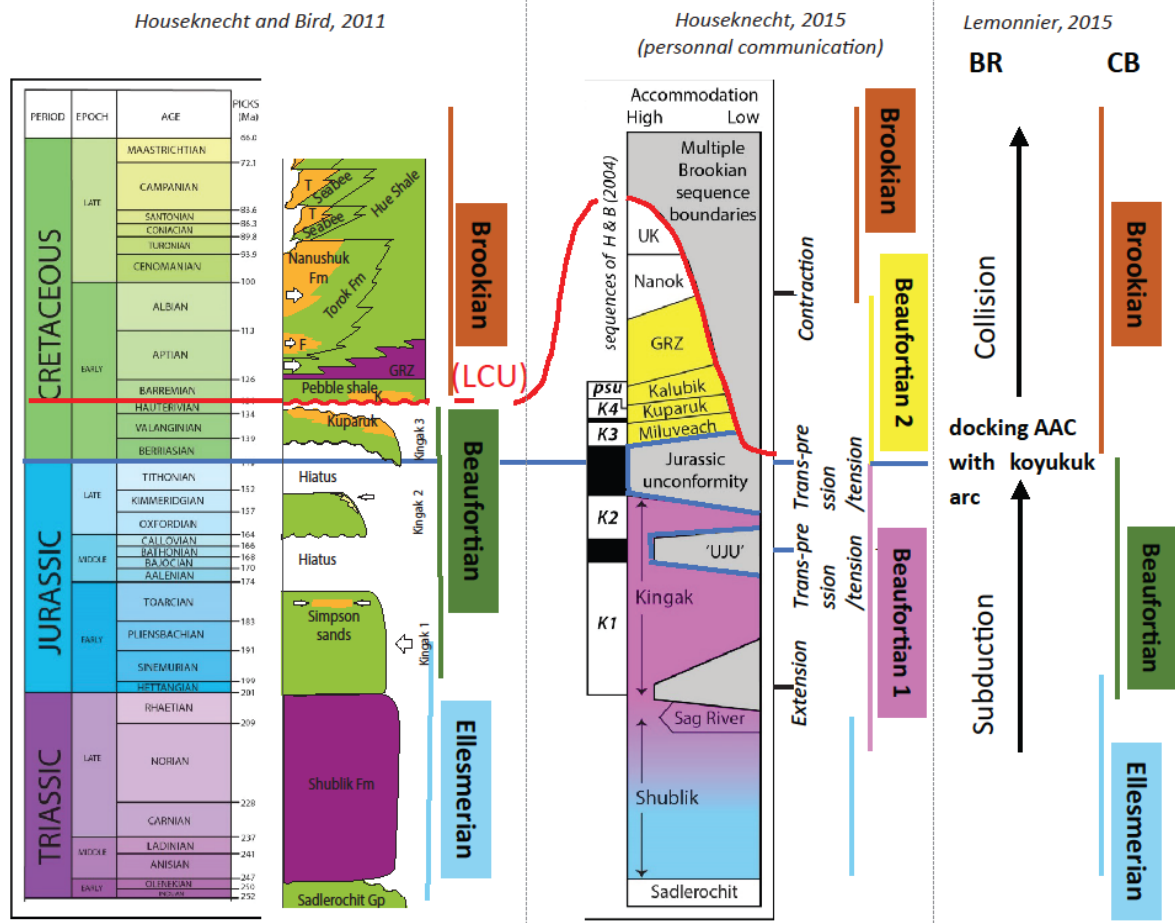 Houseknecht and Bird, 2011
Houseknecht, 2015
(personnal communication)
Lemonnier, 2015
BR
CB
PERIOD
EPOCH
AGE
PICKS
(Ma)
CRETACEOUS
LATE
MAASTRICHTIAN
CAMPANIAN
SANTONIAN
CONIACIAN
TURONIAN
CENOMANIAN
EARLY
ALBIAN
APTIAN
BARREMIAN
HAUTERIVIAN
VALANGINIAN
BERRIASIAN
JURASSIC
LATE
TITHONIAN
KIMMERIDGIAN
OXFORDIAN
MIDDLE
CALLOVIAN
BATHONIAN
BAJOCIAN
AALENIAN
EARLY
TOARCIAN
PLIENSBACHIAN
SINEMURIAN
HETTANGIAN
TRIASSIC
LATE
RHAETIAN
NORIAN
CARNIAN
MIDDLE
LADINIAN
ANISIAN
EARLY
OLENEKIAN
66.0
72.1
83.6
86.3
89.8
93.9
100
113
126
134
139
152
157
164
166
168
170
174
183
191
199
201
209
228
237
241
247
250
252
T
SeaBee
T
SeaBee
Hue Shale
Nanushuk
Fm
Torok Fm
F
GRZ
Pebble shale
K
Kuparuk
Kingak 3
Hiatus
Kingak 2
Hiatus
Simpson
sands
Kingak 1
Shublik Fm
Sadlerochit Gp
Brookian
(LCU)
Beaufortian
Ellesmerian
Accommodation
High
Low
sequences of H & B (2004)
Multiple
Brookian
sequence
boundaries
UK
Nanok
GRZ
psu
Kalubik
K4
Kuparuk
K3
Miluveach
Jurassic
unconformity
K2
'UJU'
Kingak
K1
Sag River
Shublik
Sadlerochit
Contraction
Trans-pre
ssion
/tension
Trans-pre
ssion
/tension
Extension
Brookian
Beaufortian 2
Beaufortian 1
Collision
docking AAC
with koyukuk
arc
Subduction
Brookian
Beaufortian
Ellesmerian